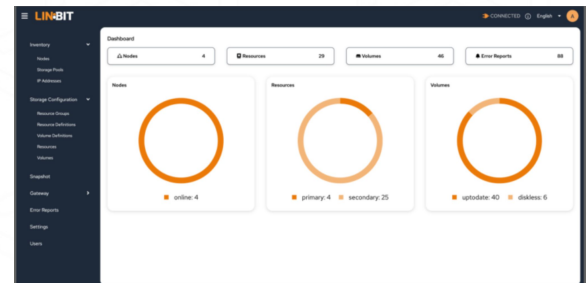 LINBIT
CONNECTED English
Dashboard
Nodes 4 Resources 29 Volumes 46 Error Reports 88
Inventory
Nodes
Storage Pools
IP Addresses
Storage Configuration
Resource Groups
Resource Definitions
Volume Definitions
Resources
Volumes
Snapshot
Gateway
Error Reports
Settings
Users
Nodes
online: 4
Resources
primary: 4 secondary: 25
Volumes
uptodate: 40 diskless: 6